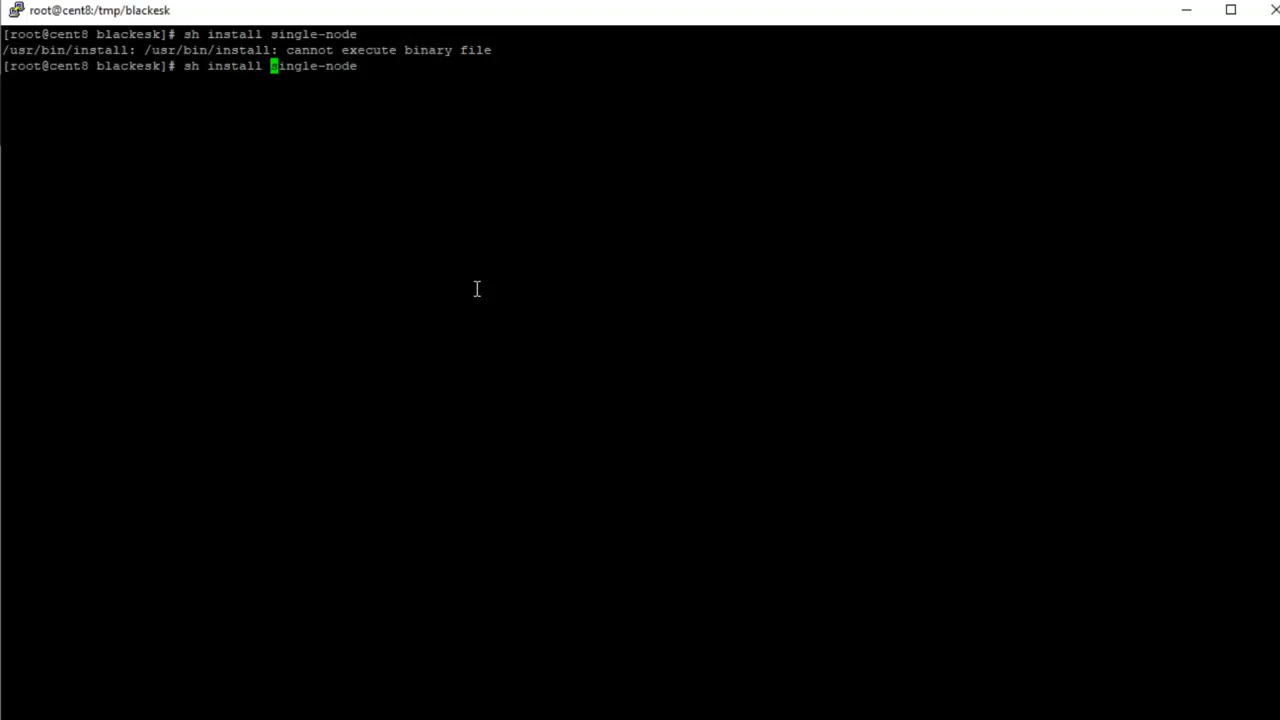 root@cent8:/tmp/blackesk
[root@cent8 blackesk]# sh install single-node
/usr/bin/install: /usr/bin/install: cannot execute binary file
[root@cent8 blackesk]# sh install single-node